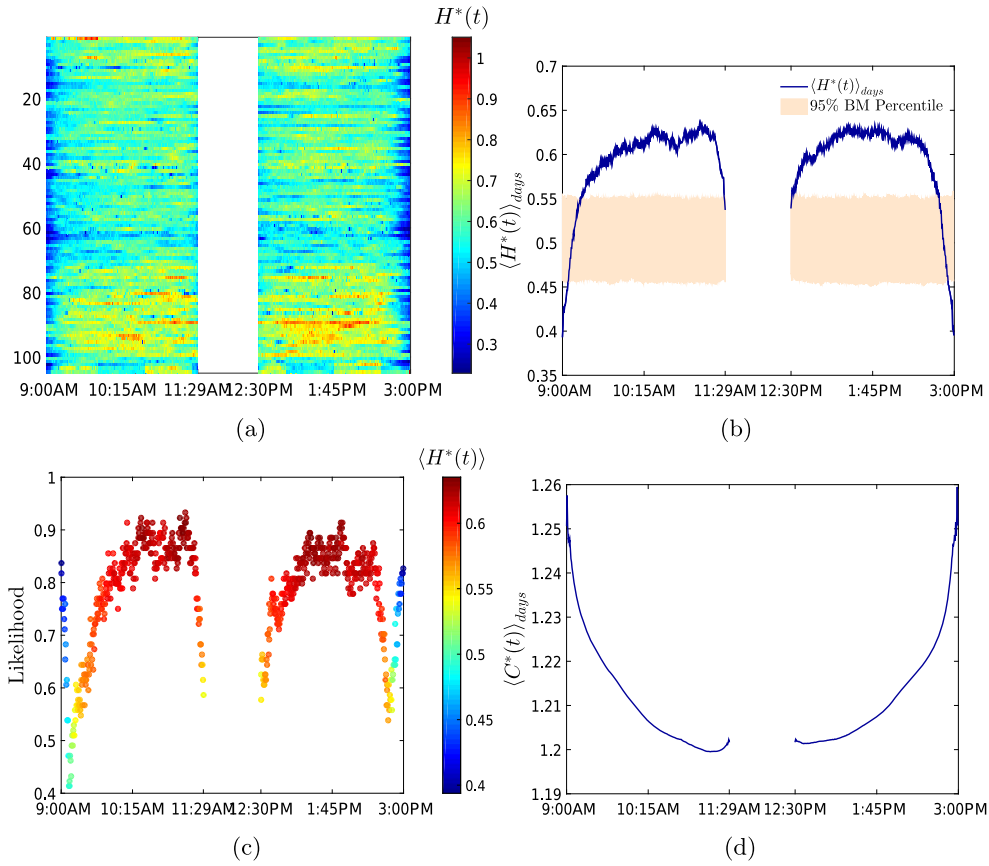 H*(t)
20
40
60
80
100
9:00AM 10:15AM 11:29AM 12:30PM 1:45PM 3:00PM
1
0.9
0.8
0.7
0.6
0.5
0.4
0.3
(a)
⟨H*(t)⟩days
0.7
0.65
0.6
0.55
0.5
0.45
0.4
0.35
⟨H*(t)⟩days
95% BM Percentile
9:00AM 10:15AM 11:29AM 12:30PM 1:45PM 3:00PM
(b)
Likelihood
1
0.9
0.8
0.7
0.6
0.5
0.4
9:00AM 10:15AM 11:29AM 12:30PM 1:45PM 3:00PM
⟨H*(t)⟩
0.6
0.55
0.5
0.45
0.4
(c)
⟨C*(t)⟩days
1.26
1.25
1.24
1.23
1.22
1.21
1.2
1.19
9:00AM 10:15AM 11:29AM 12:30PM 1:45PM 3:00PM
(d)